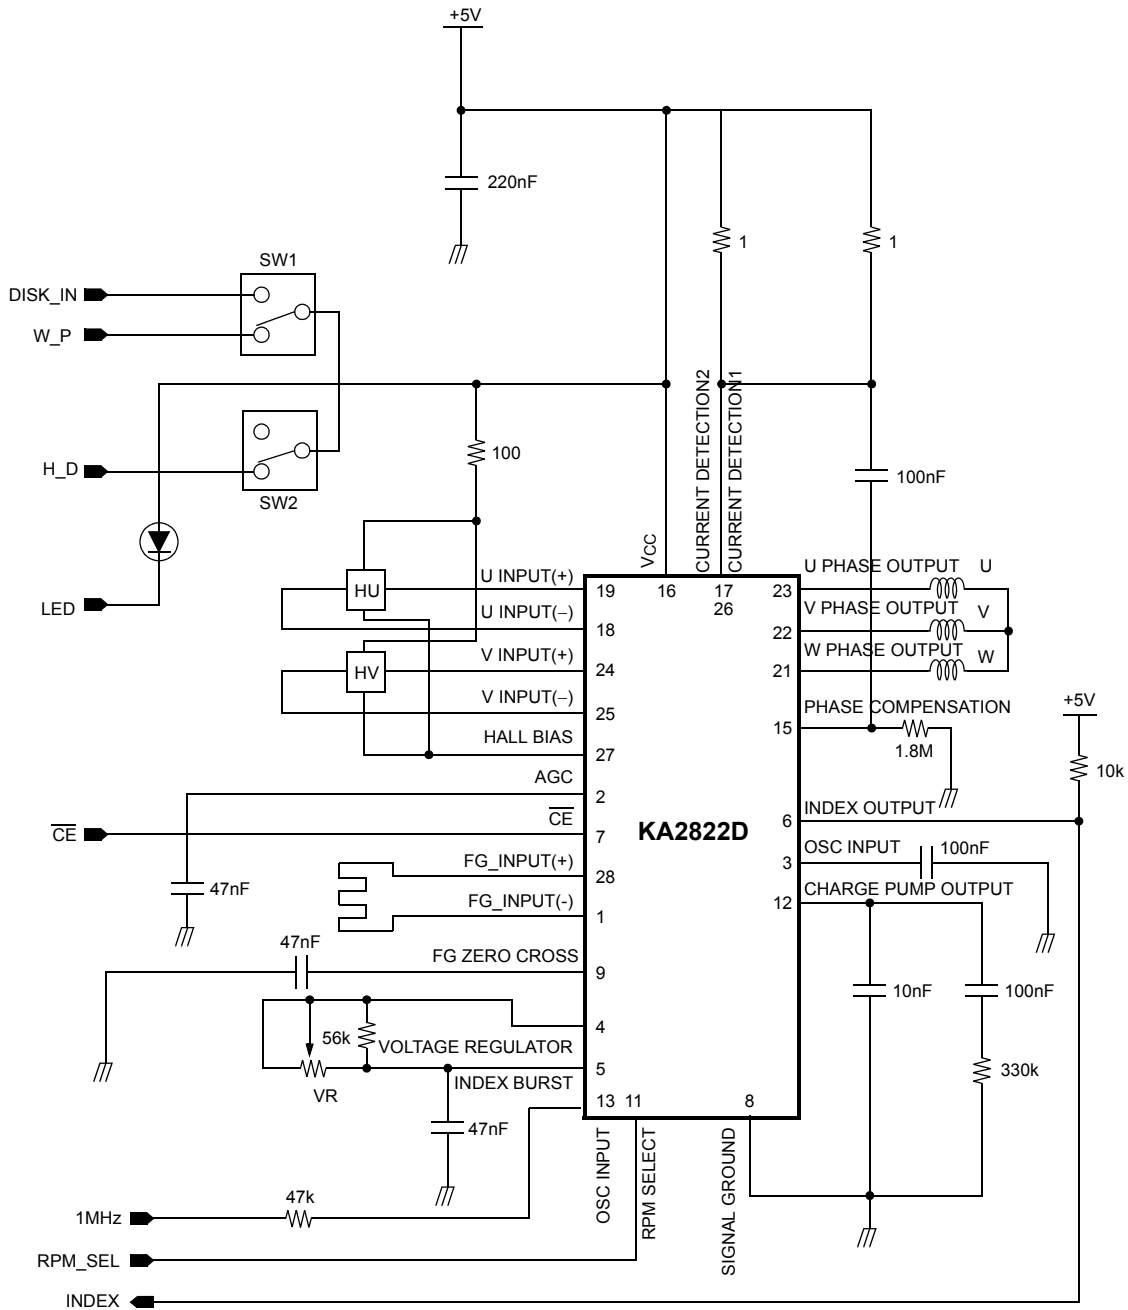 +5V
220nF
1
1
SW1
DISK_IN
W_P
CURRENT DETECTION2
CURRENT DETECTION1
100
H_D
SW2
100nF
VCC
LED
HU
U INPUT(+)
19
16
17
26
23
U PHASE OUTPUT
U
U INPUT(−)
18
22
V PHASE OUTPUT
V
HV
V INPUT(+)
24
21
W PHASE OUTPUT
W
V INPUT(−)
25
15
PHASE COMPENSATION
1.8M
+5V
10k
HALL BIAS
27
AGC
2
CE
CE
7
KA2822D
6
INDEX OUTPUT
3
OSC INPUT
100nF
47nF
FG_INPUT(+)
28
FG_INPUT(-)
1
12
CHARGE PUMP OUTPUT
47nF
FG ZERO CROSS
9
10nF
100nF
56k
4
VOLTAGE REGULATOR
5
VR
INDEX BURST
330k
47nF
13
11
8
OSC INPUT
RPM SELECT
SIGNAL GROUND
1MHz
47k
RPM_SEL
INDEX